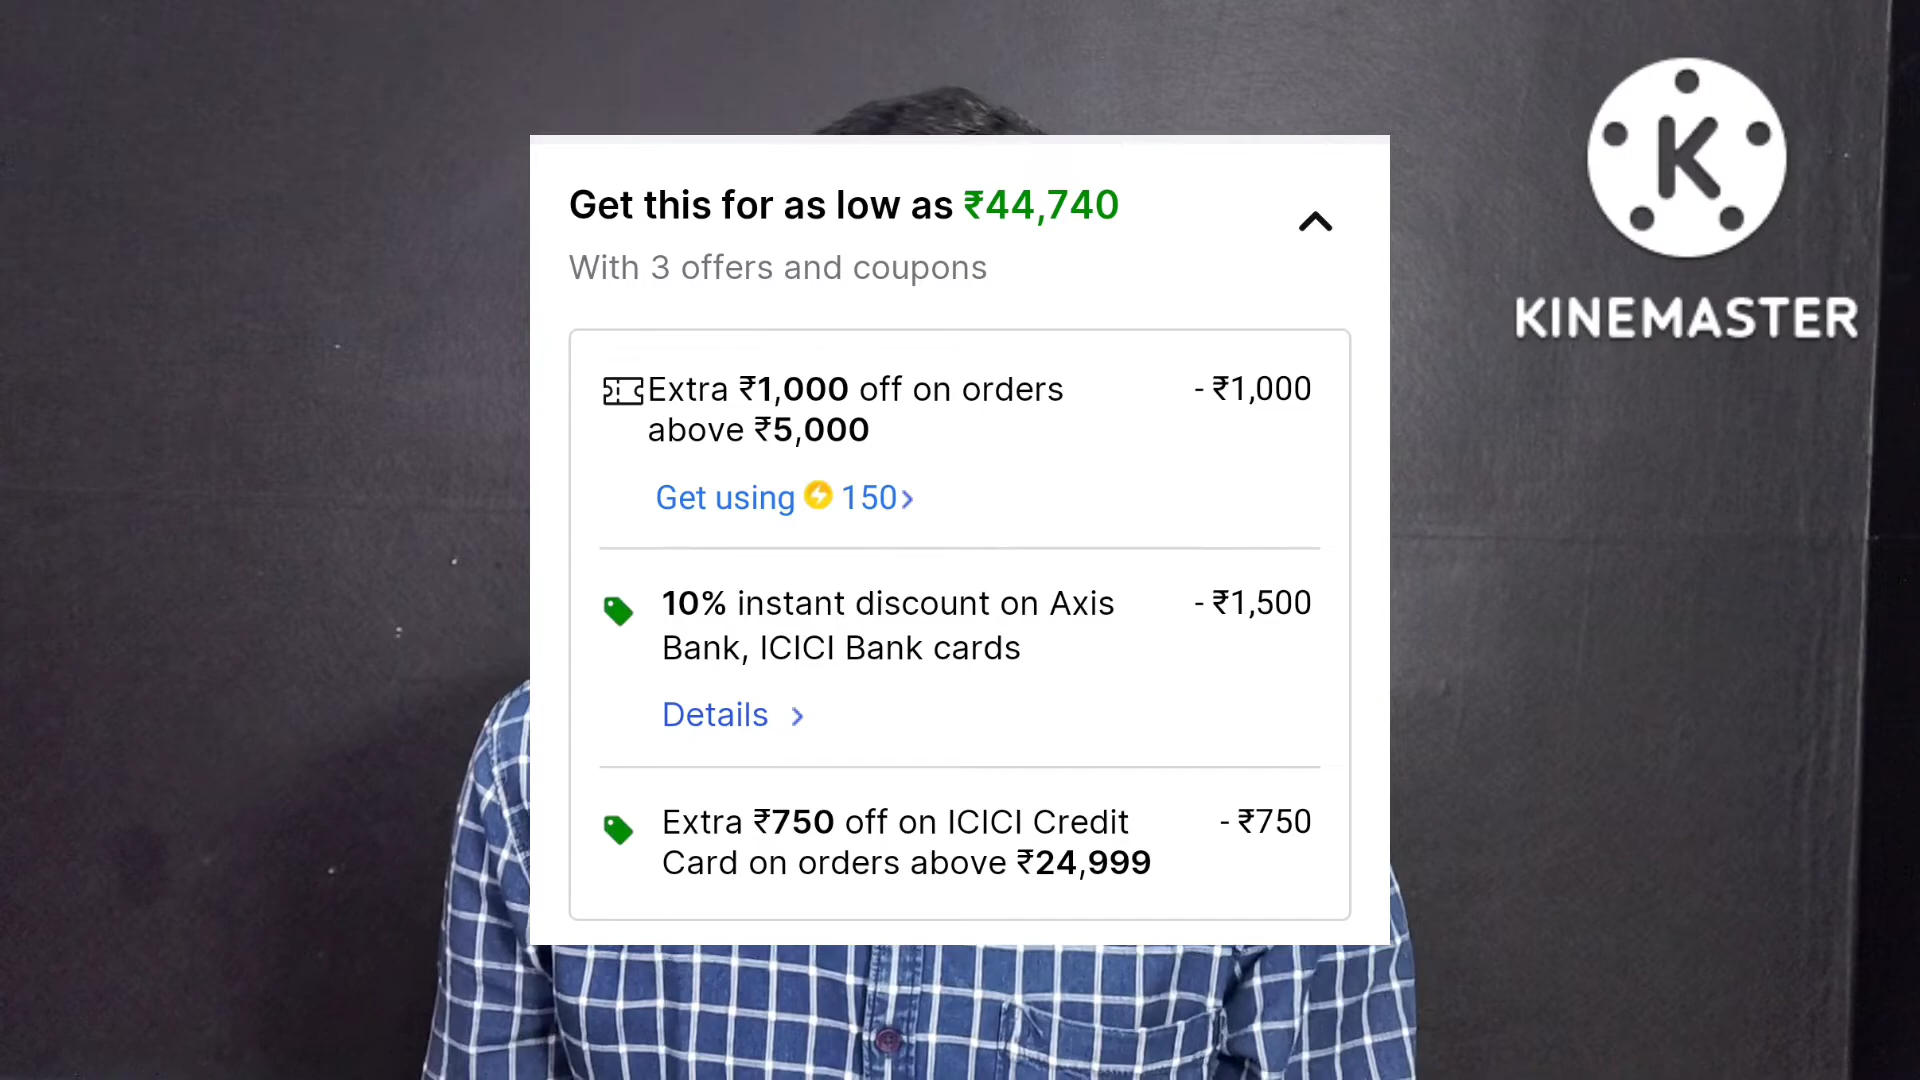 Get this for as low as ₹44,740
With 3 offers and coupons
Extra ₹1,000 off on orders - ₹1,000
above ₹5,000
Get using 150
10% instant discount on Axis - ₹1,500
Bank, ICICI Bank cards
Details
Extra ₹750 off on ICICI Credit - ₹750
Card on orders above ₹24,999
K
KINEMASTER